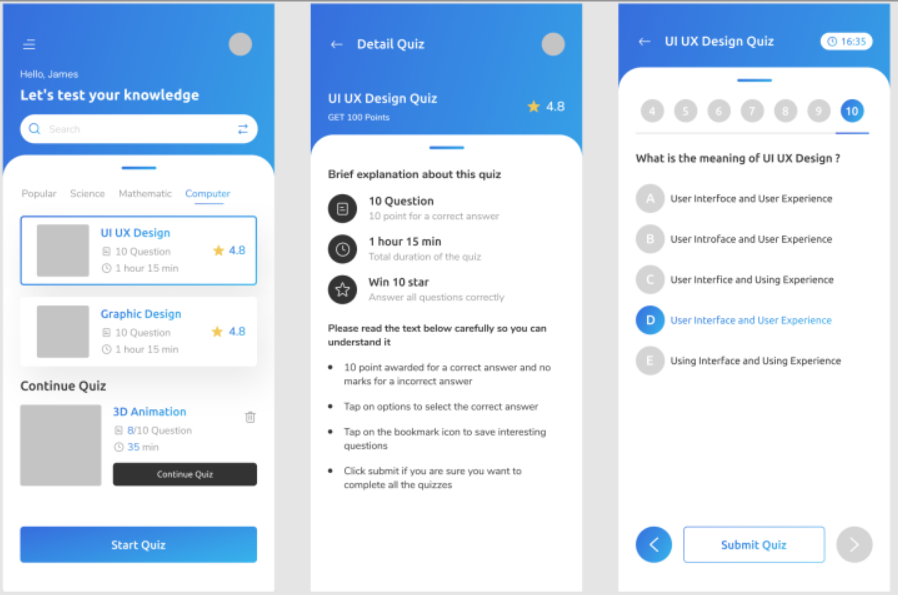 Hello, James
Let's test your knowledge
Search
Popular Science Mathematic Computer
UI UX Design
10 Question
4.8
1 hour 15 min
Graphic Design
10 Question
4.8
1 hour 15 min
Continue Quiz
3D Animation
8/10 Question
35 min
Continue Quiz
Start Quiz
Detail Quiz
UI UX Design Quiz
GET 100 Points
4.8
Brief explanation about this quiz
10 Question
10 point for a correct answer
1 hour 15 min
Total duration of the quiz
Win 10 star
Answer all questions correctly
Please read the text below carefully so you can
understand it
• 10 point awarded for a correct answer and no
marks for a incorrect answer
• Tap on options to select the correct answer
• Tap on the bookmark icon to save interesting
questions
• Click submit if you are sure you want to
complete all the quizzes
UI UX Design Quiz
16:35
4 5 6 7 8 9 10
What is the meaning of UI UX Design ?
A User Interfoce and User Experience
B User Introface and User Experience
C User Interfice and Using Experience
D User Interface and User Experience
E Using Interface and Using Experience
Submit Quiz